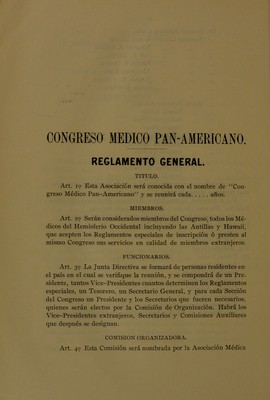 CONGRESO MEDICO PAN-AMERICANO.
REGLAMENTO GENERAL.
TITULO.
Art. 1º Esta Asociación será conocida con el nombre de "Con-
greso Médico Pan-Americano" y se reunirá cada. . . . . años.
MIEMBROS.
Art. 2º Serán considerados miembros del Congreso, todos los Mé-
dicos del Hemisferio Occidental incluyendo las Antillas y Hawaii,
que acepten los Reglamentos especiales de inscripción ó presten al
mismo Congreso sus servicios en calidad de miembros extranjeros.
FUNCIONARIOS.
Art. 3º La Junta Directiva se formará de personas residentes en
el país en el cual se verifique la reunión, y se compondrá de un Pre-
sidente, tantos Vice-Presidentes cuantos determinen los Reglamentos
especiales, un Tesorero, un Secretario General, y para cada Sección
del Congreso un Presidente y los Secretarios que fueren necesarios,
quienes serán electos por la Comisión de Organización. Habrá los
Vice-Presidentes extranjeros, Secretarios y Comisiones Auxiliares
que después se designan.
COMISION ORGANIZADORA.
Art. 4º Esta Comisión será nombrada por la Asociación Médica